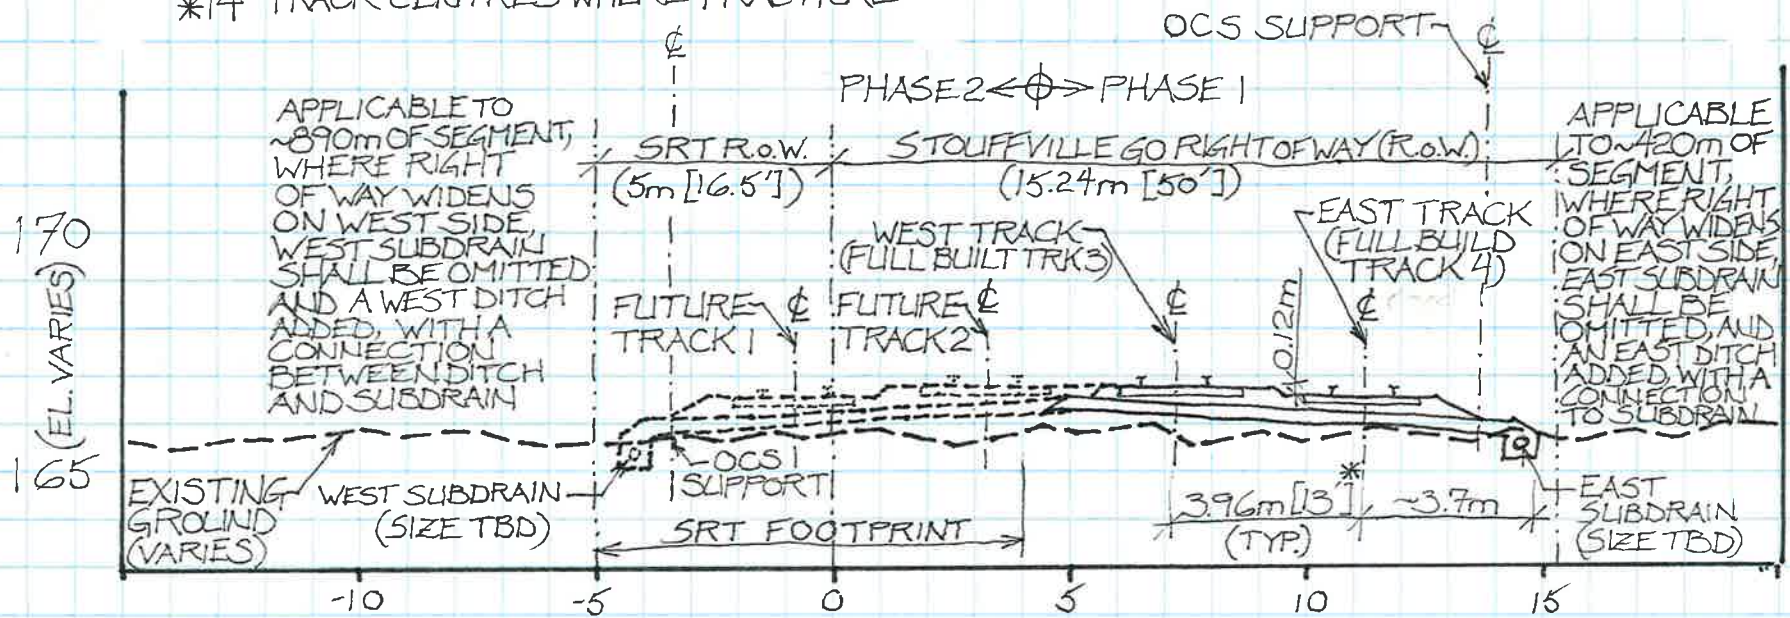 *14' TRACK CENTRES WHERE
OCS SUPPORT ℄
℄
PHASE 2 PHASE 1
APPLICABLE TO
~890m OF SEGMENT,
WHERE RIGHT
OF WAY WIDENS
ON WEST SIDE,
WEST SUBDRAIN
SHALL BE OMITTED
AND A WEST DITCH
ADDED, WITH A
CONNECTION
BETWEEN DITCH
AND SUBDRAIN
SRT R.O.W.
(5m [16.5'])
STOUFFVILLE GO RIGHT OF WAY (R.O.W.)
(15.24m [50'])
APPLICABLE
TO ~420m OF
SEGMENT,
WHERE RIGHT
OF WAY WIDENS
ON EAST SIDE,
EAST SUBDRAIN
SHALL BE
OMITTED, AND
AN EAST DITCH
ADDED, WITH A
CONNECTION
TO SUBDRAIN
170
(EL. VARIES)
165
FUTURE ℄
TRACK 1
FUTURE ℄
TRACK 2
WEST TRACK
(FULL BUILT TRK 3)
℄
EAST TRACK
(FULL BUILD
TRACK 4)
℄
0.12m
EXISTING
GROUND
(VARIES)
WEST SUBDRAIN
(SIZE TBD)
OCS
SUPPORT
SRT FOOTPRINT
*
3.96m [13']
(TYP.)
~3.7m
EAST
SUBDRAIN
(SIZE TBD)
-10 -5 0 5 10 15